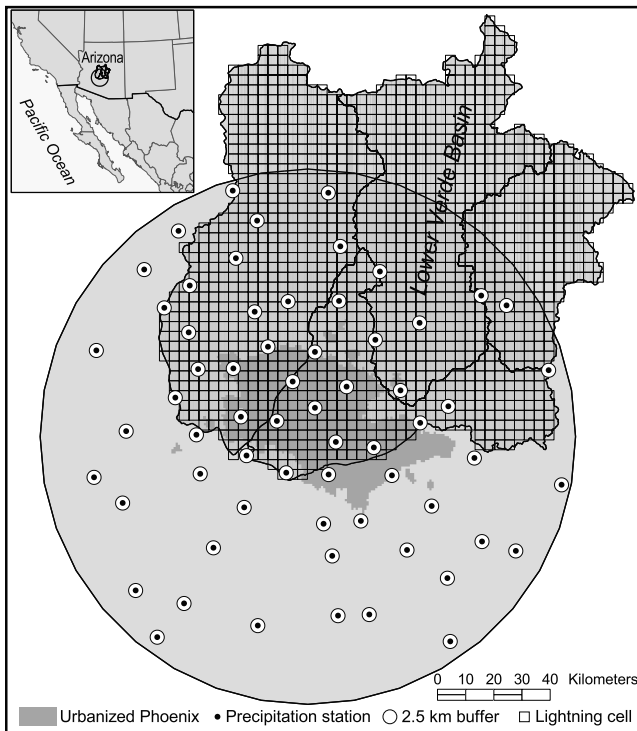 Arizona
Pacific Ocean
Lower Verde Basin
0 10 20 30 40 Kilometers
Urbanized Phoenix Precipitation station 2.5 km buffer Lightning cell